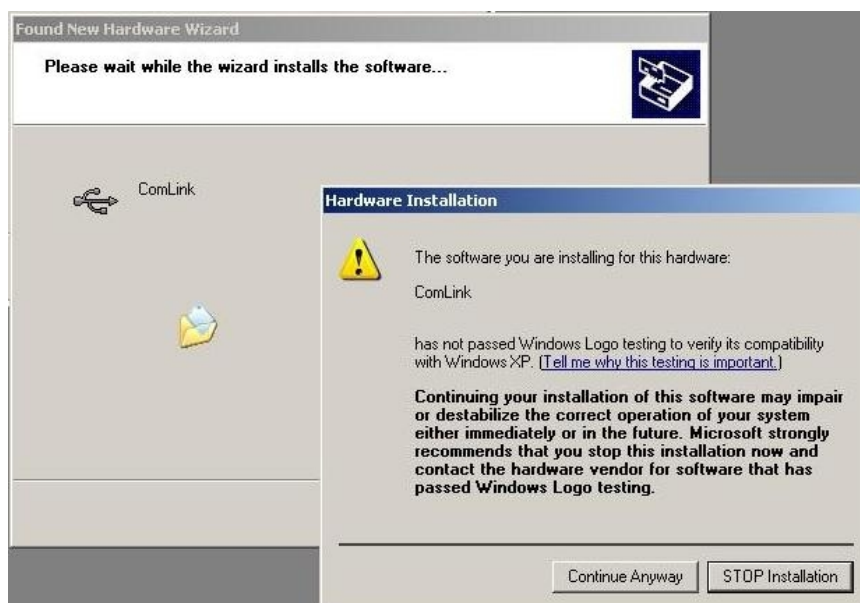 Found New Hardware Wizard
Please wait while the wizard installs the software...
ComLink
Hardware Installation
The software you are installing for this hardware:
ComLink
has not passed Windows Logo testing to verify its compatibility
with Windows XP. (Tell me why this testing is important.)
Continuing your installation of this software may impair
or destabilize the correct operation of your system
either immediately or in the future. Microsoft strongly
recommends that you stop this installation now and
contact the hardware vendor for software that has
passed Windows Logo testing.
Continue Anyway
STOP Installation